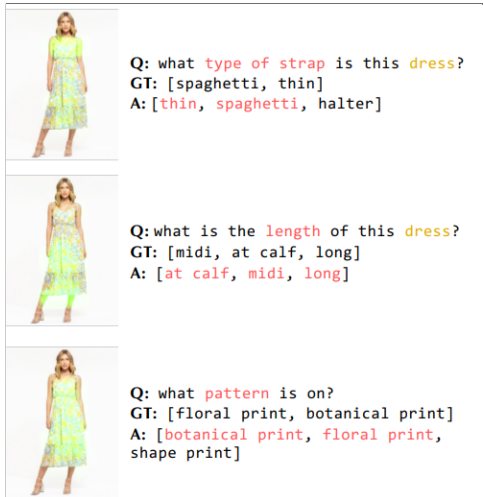 Q: what type of strap is this dress?
GT: [spaghetti, thin]
A: [thin, spaghetti, halter]
Q: what is the length of this dress?
GT: [midi, at calf, long]
A: [at calf, midi, long]
Q: what pattern is on?
GT: [floral print, botanical print]
A: [botanical print, floral print,
shape print]